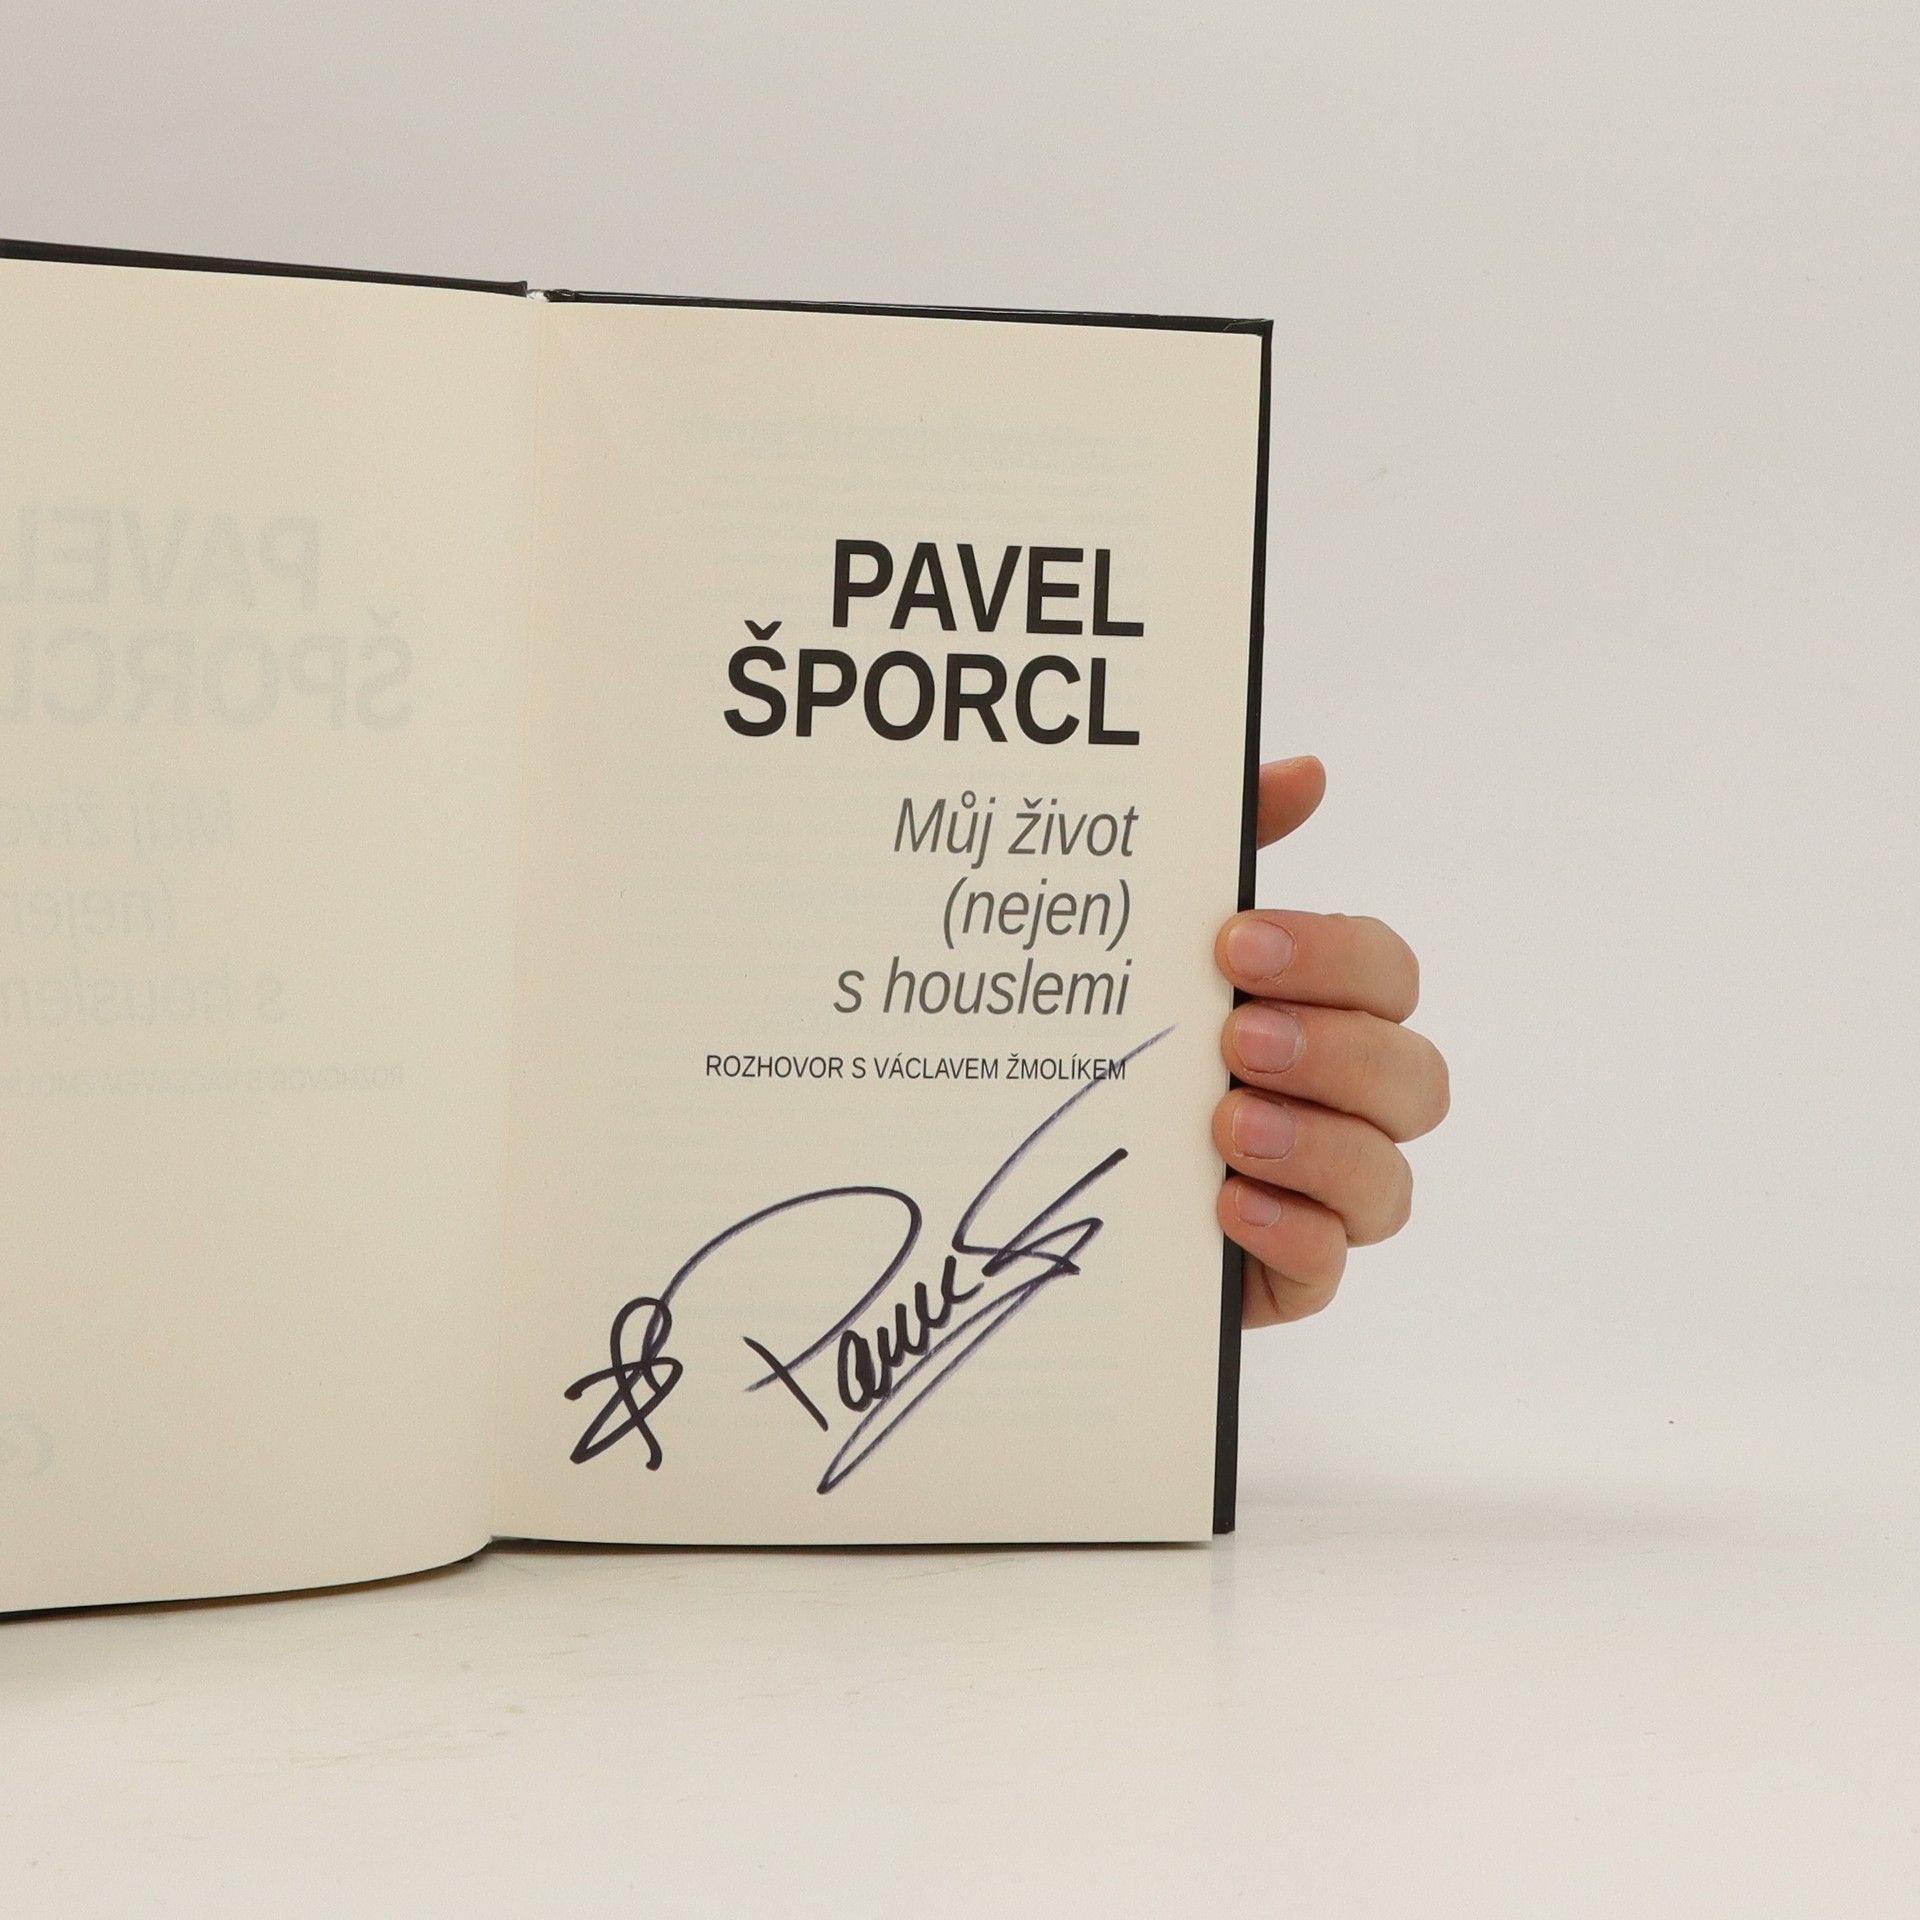 PAVEL
ŠPORCL
Můj život
(nejen)
s houslemi
ROZHOVOR S VÁCLAVEM ŽMOLÍKEM